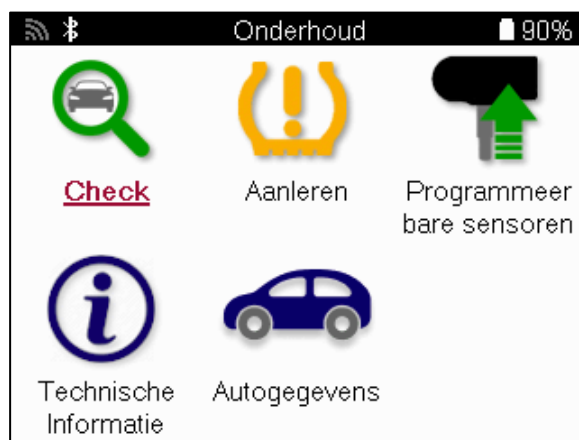 Onderhoud
90%
Check
Aanleren
Programmeer
bare sensoren
Technische
Informatie
Autogegevens